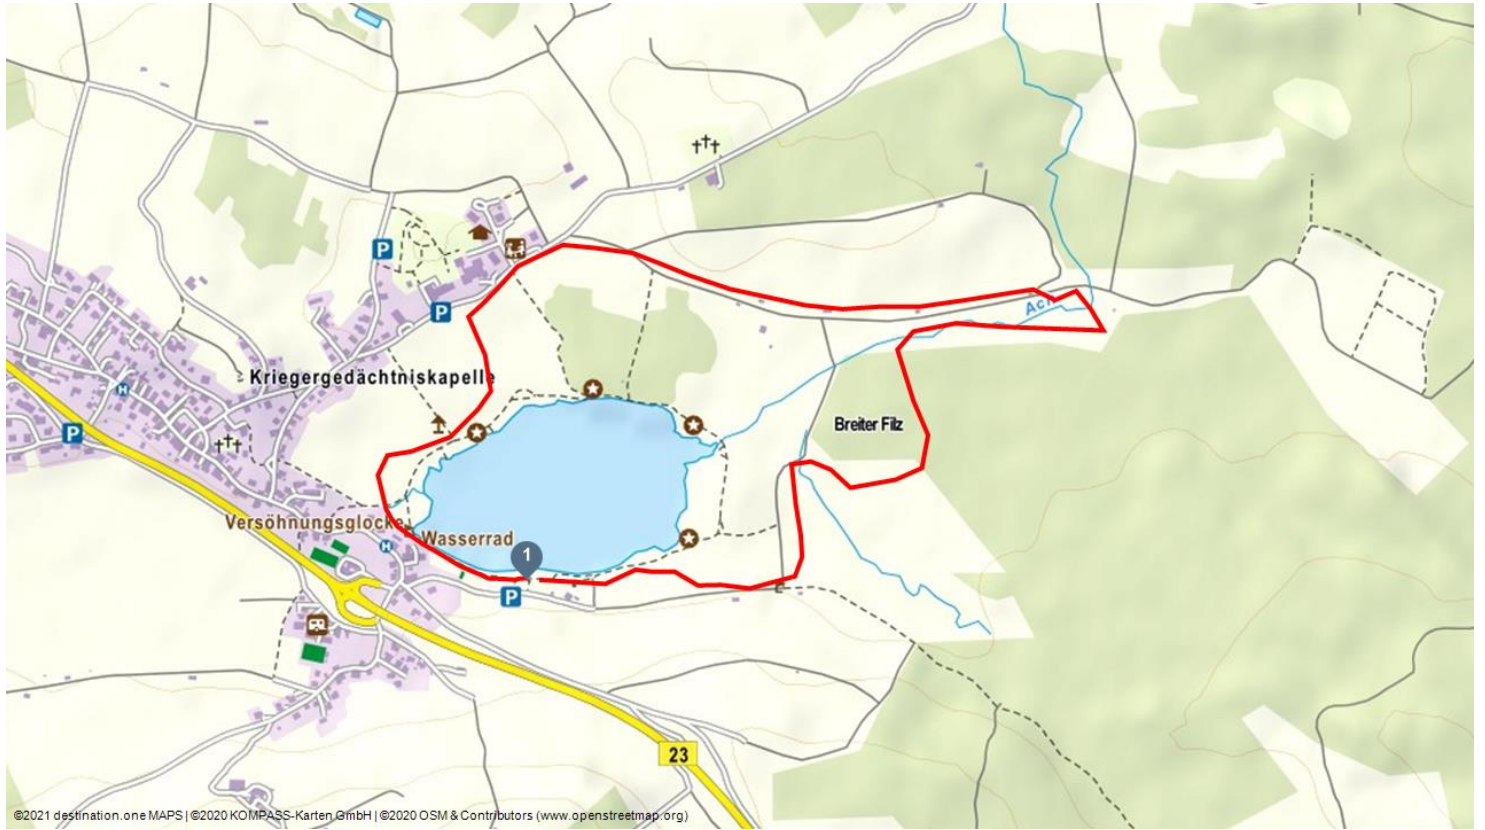 P
P
Ach
Kriegergedächtniskapelle
H
Breiter Filz
P
Versöhnungsglocke
Wasserrad
H
1
P
23
©2021 destination.one MAPS | ©2020 KOMPASS-Karten GmbH | ©2020 OSM & Contributors (www.openstreetmap.org)